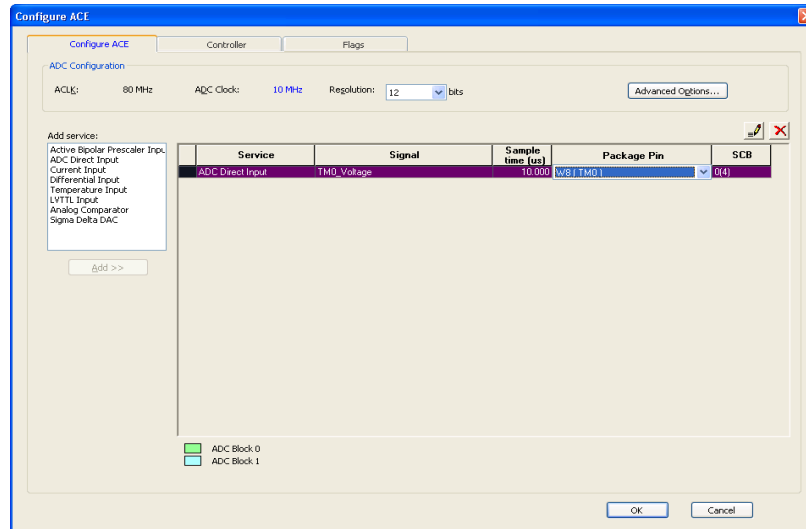 Configure ACE
Configure ACE Controller Flags
ADC Configuration
ACLK: 80 MHz ADC Clock: 10 MHz Resolution: 12 bits Advanced Options...
Add service:
Active Bipolar Prescaler Inpu
ADC Direct Input
Current Input
Differential Input
Temperature Input
LVTTL Input
Analog Comparator
Sigma Delta DAC
Add >>
Service Signal Sample time (us) Package Pin SCB
ADC Direct Input TM0_Voltage 10.000 W8 ( TM0 ) 0(4)
ADC Block 0
ADC Block 1
OK Cancel